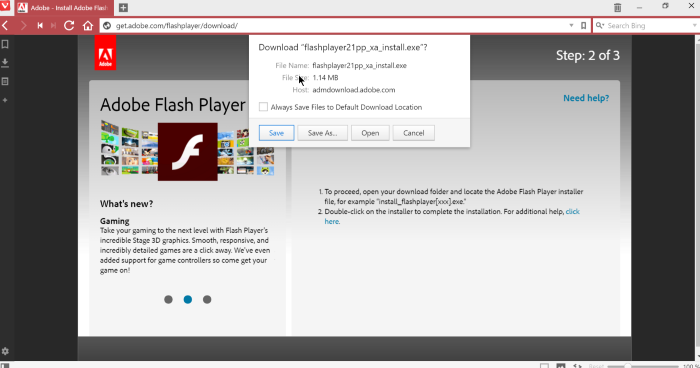 Adobe - Install Adobe Flash
get.adobe.com/flashplayer/download/
Search Bing
Adobe
Step: 2 of 3
Download "flashplayer21pp_xa_install.exe"?
File Name: flashplayer21pp_xa_install.exe
File Size: 1.14 MB
Host: admdownload.adobe.com
Always Save Files to Default Download Location
Save
Save As...
Open
Cancel
Need help?
Adobe Flash Player
What's new?
Gaming
Take your gaming to the next level with Flash Player's
incredible Stage 3D graphics. Smooth, responsive, and
incredibly detailed games are a click away. We've even
added support for game controllers so come get your
game on!
1. To proceed, open your download folder and locate the Adobe Flash Player installer
file, for example "install_flashplayer[xxx].exe."
2. Double-click on the installer to complete the installation. For additional help, click
here.
Reset
100 %